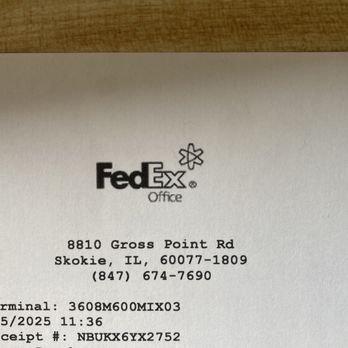 FedEx®
Office
8810 Gross Point Rd
Skokie, IL, 60077-1809
(847) 674-7690
erminal: 3608M600MIX03
5/2025 11:36
ceipt #: NBUKX6YX2752